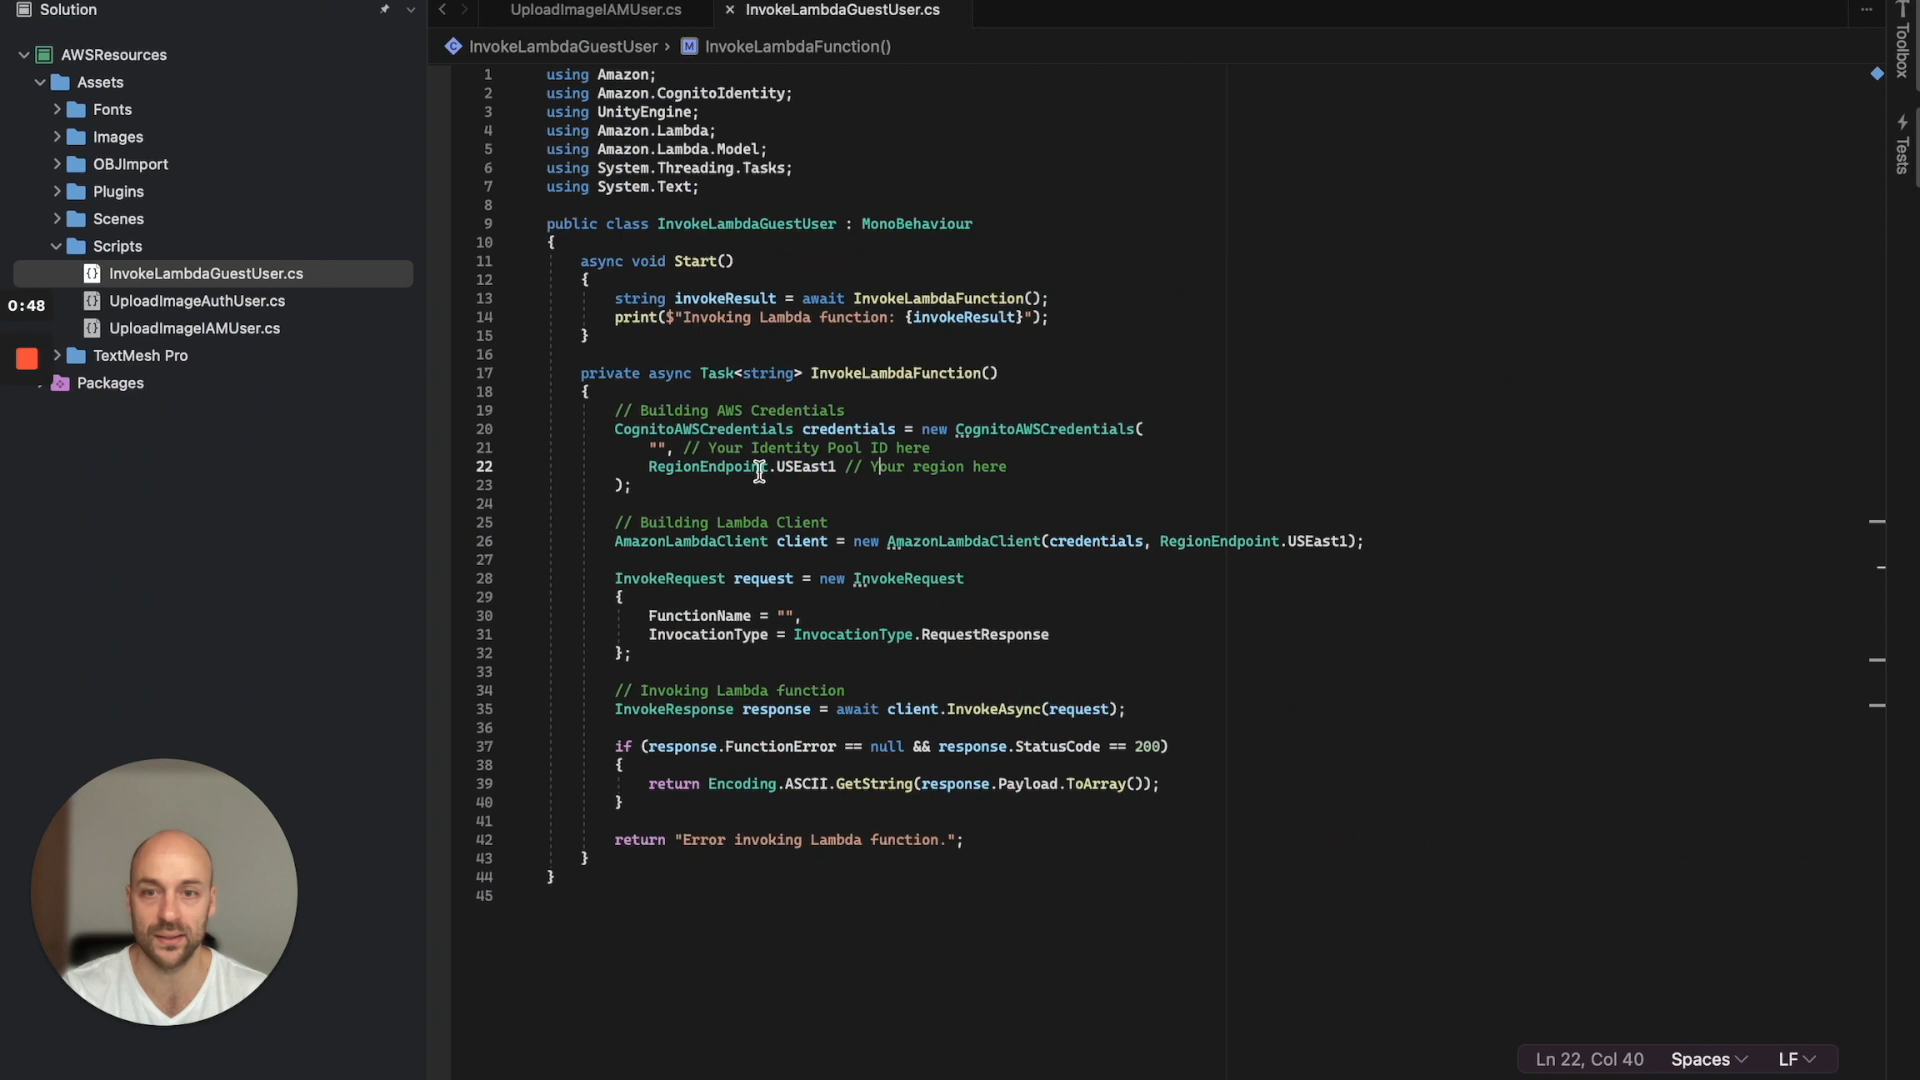 Solution
AWSResources
Assets
Fonts
Images
OBJImport
Plugins
Scenes
Scripts
InvokeLambdaGuestUser.cs
UploadImageAuthUser.cs
UploadImageIAMUser.cs
TextMesh Pro
Packages
0:48
UploadImageIAMUser.cs
InvokeLambdaGuestUser.cs
InvokeLambdaGuestUser › M InvokeLambdaFunction()
1 using Amazon;
2 using Amazon.CognitoIdentity;
3 using UnityEngine;
4 using Amazon.Lambda;
5 using Amazon.Lambda.Model;
6 using System.Threading.Tasks;
7 using System.Text;
8
9 public class InvokeLambdaGuestUser : MonoBehaviour
10 {
11 async void Start()
12 {
13 string invokeResult = await InvokeLambdaFunction();
14 print($"Invoking Lambda function: {invokeResult}");
15 }
16
17 private async Task<string> InvokeLambdaFunction()
18 {
19 // Building AWS Credentials
20 CognitoAWSCredentials credentials = new CognitoAWSCredentials(
21 "", // Your Identity Pool ID here
22 RegionEndpoint.USEast1 // Your region here
23 );
24
25 // Building Lambda Client
26 AmazonLambdaClient client = new AmazonLambdaClient(credentials, RegionEndpoint.USEast1);
27
28 InvokeRequest request = new InvokeRequest
29 {
30 FunctionName = "",
31 InvocationType = InvocationType.RequestResponse
32 };
33
34 // Invoking Lambda function
35 InvokeResponse response = await client.InvokeAsync(request);
36
37 if (response.FunctionError == null && response.StatusCode == 200)
38 {
39 return Encoding.ASCII.GetString(response.Payload.ToArray());
40 }
41
42 return "Error invoking Lambda function.";
43 }
44 }
45
Toolbox
Tests
Ln 22, Col 40 Spaces LF